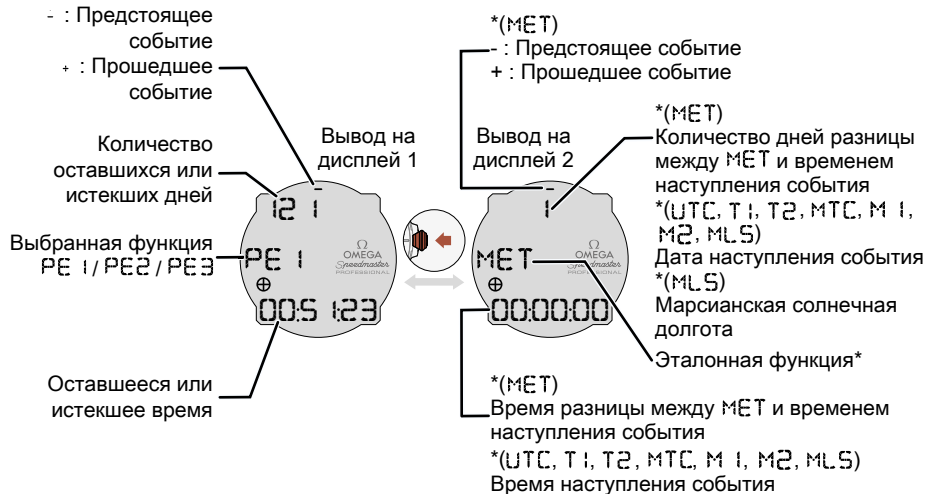 - : Предстоящее
событие
+ : Прошедшее
событие
Количество
оставшихся или
истекших дней
Выбранная функция
PE1/PE2/PE3
Оставшееся или
истекшее время
Вывод на
дисплей 1
-
121
PE1
Ω
OMEGA
Speedmaster
PROFESSIONAL
00:51:23
Вывод на
дисплей 2
-
1
MET
Ω
OMEGA
Speedmaster
PROFESSIONAL
00:00:00
*(MET)
- : Предстоящее событие
+ : Прошедшее событие
*(MET)
Количество дней разницы
между MET и временем
наступления события
*(UTC, T1, T2, MTC, M1,
M2, MLS)
Дата наступления события
*(MLS)
Марсианская солнечная
долгота
Эталонная функция*
*(MET)
Время разницы между MET и временем
наступления события
*(UTC, T1, T2, MTC, M1, M2, MLS)
Время наступления события